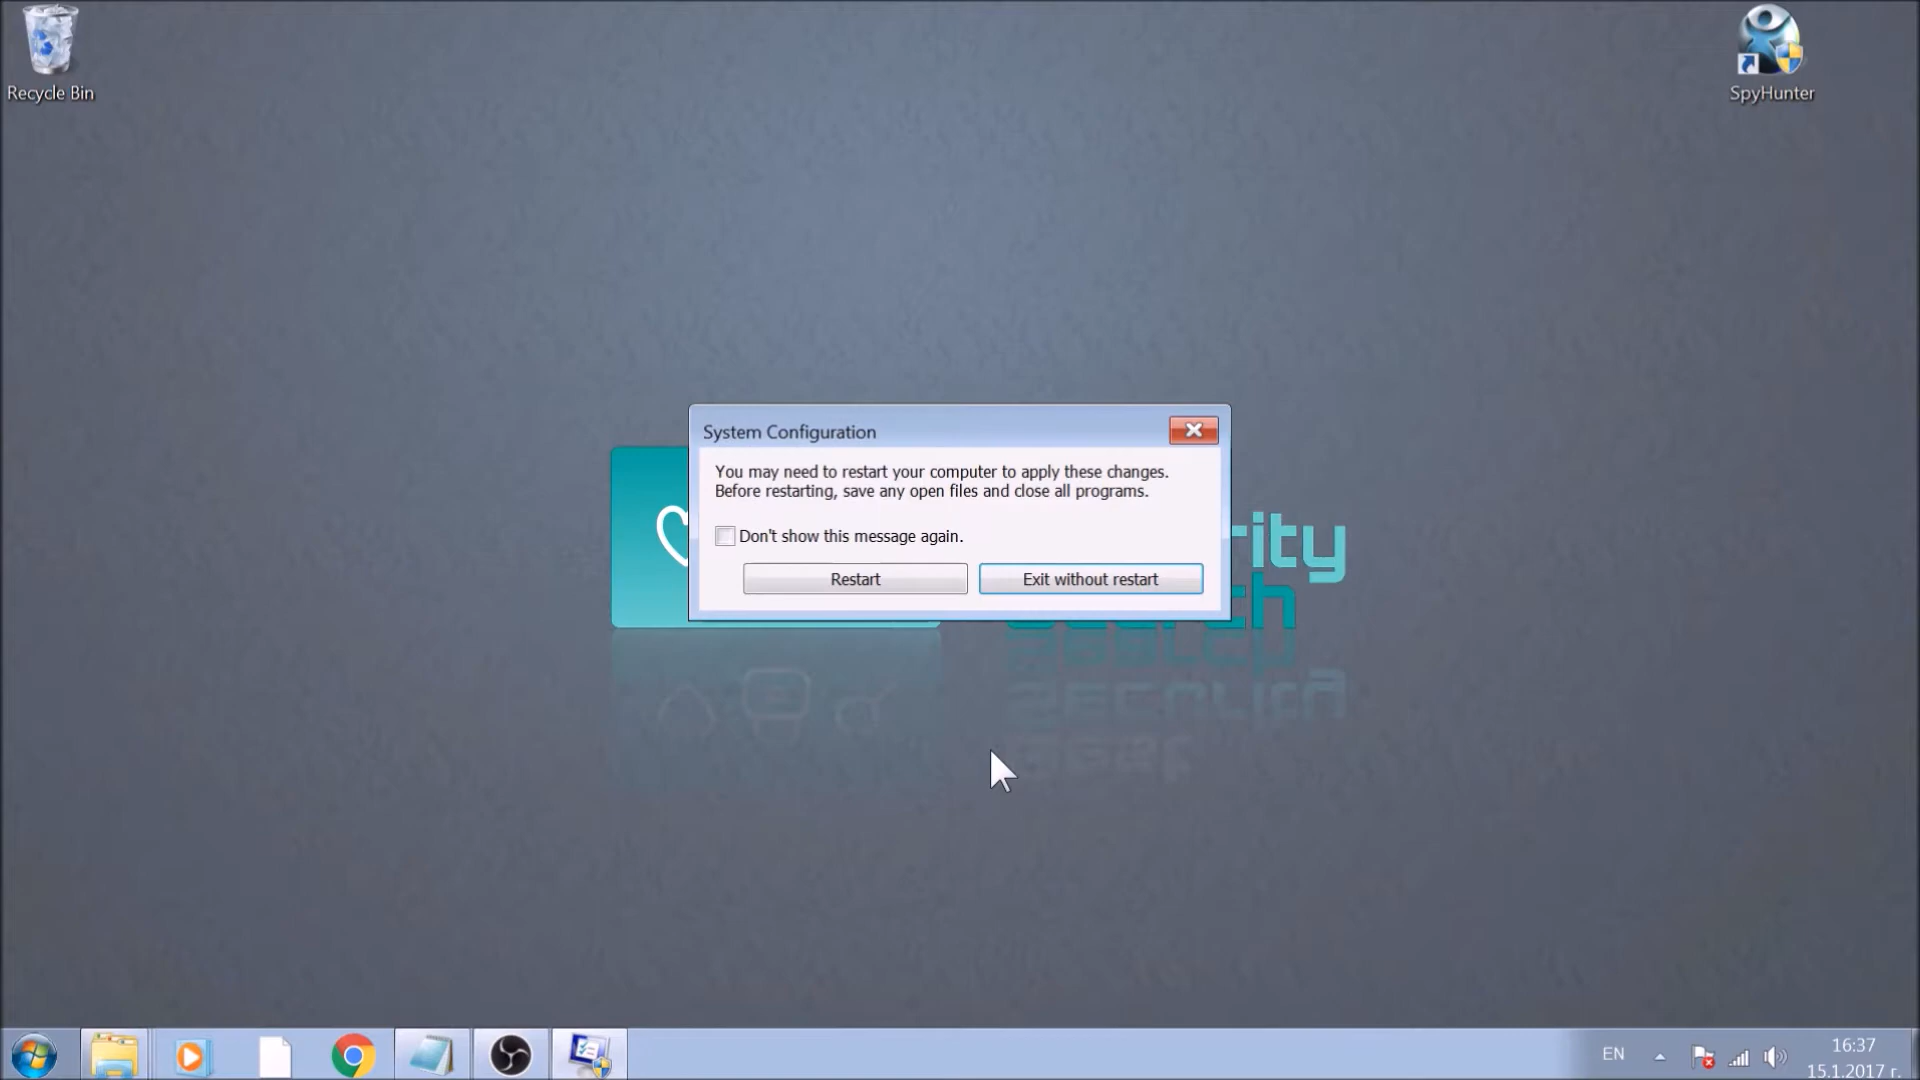 Recycle Bin
SpyHunter
System Configuration
You may need to restart your computer to apply these changes.
Before restarting, save any open files and close all programs.
Don't show this message again.
Restart
Exit without restart
rity
ch
EN
16:37
15.1.2017 г.